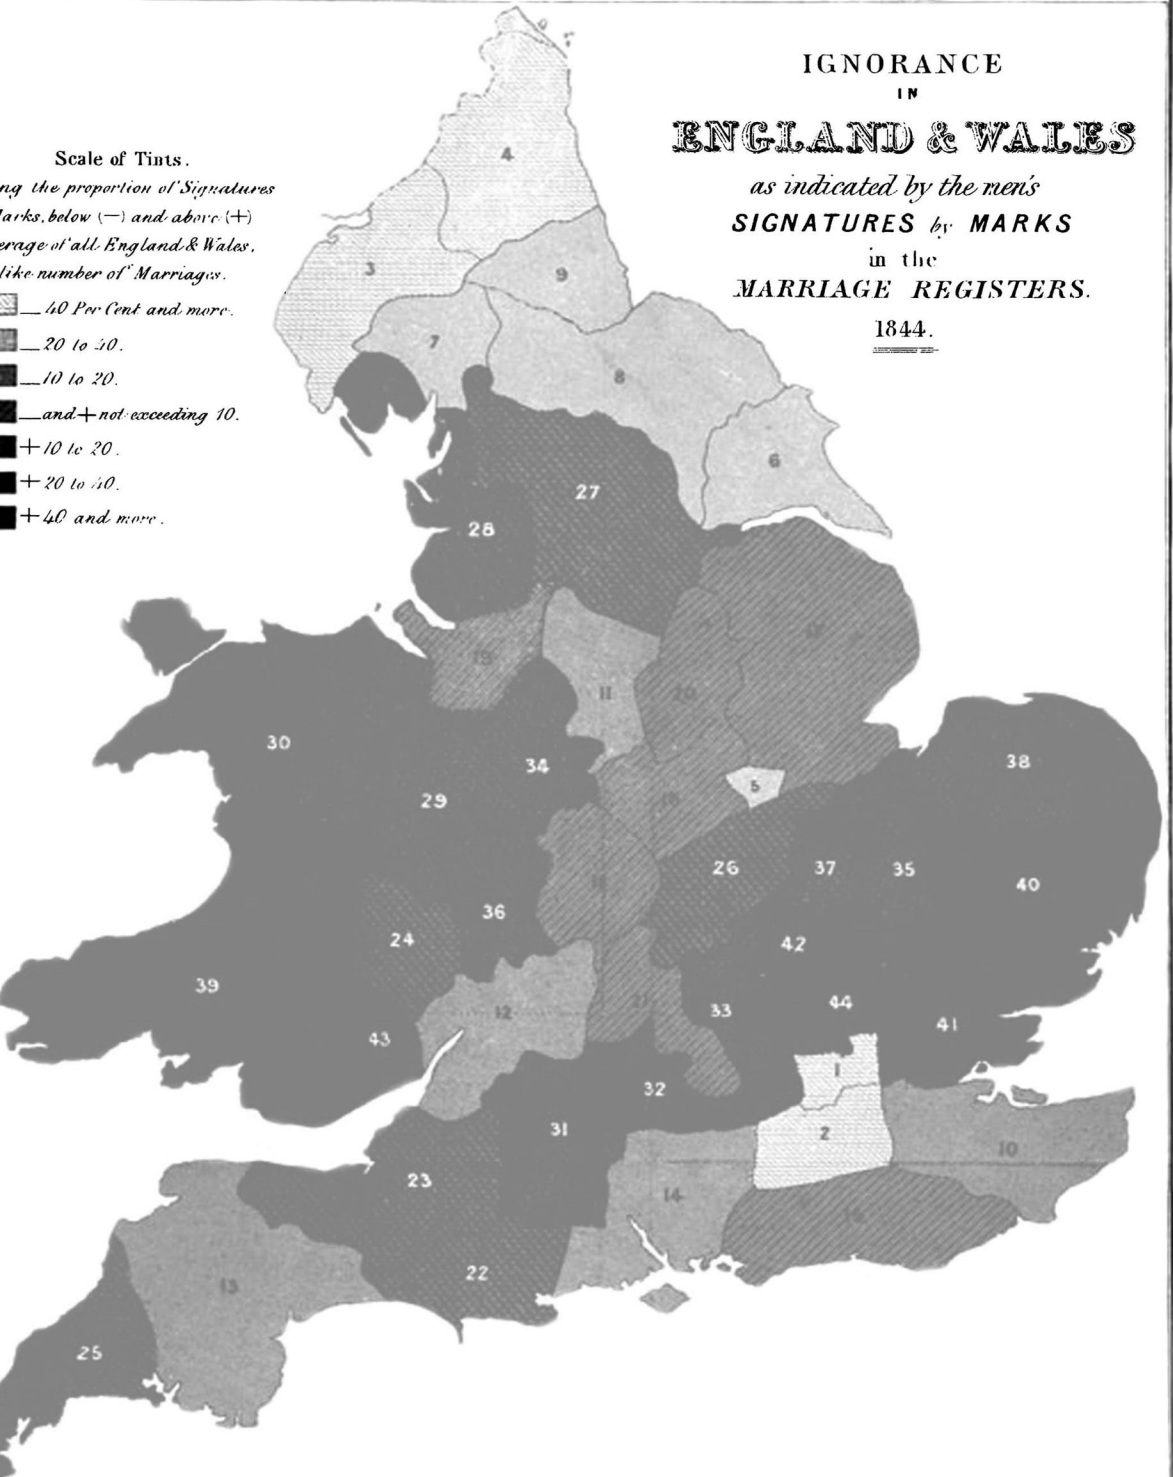 IGNORANCE
IN
ENGLAND & WALES
as indicated by the men's
SIGNATURES by MARKS
in the
MARRIAGE REGISTERS.
1844.
Scale of Tints.
ng the proportion of Signatures
arks, below (—) and above (+)
erage of all England & Wales,
like number of Marriages.
— 40 Per Cent and more.
— 20 to 40.
— 10 to 20.
— and + not exceeding 10.
+ 10 to 20.
+ 20 to 40.
+ 40 and more.
4
3
9
7
8
6
27
28
19
11
20
30
34
38
29
5
26
37
35
40
36
24
42
39
12
33
44
41
43
1
32
31
2
10
23
14
22
13
25